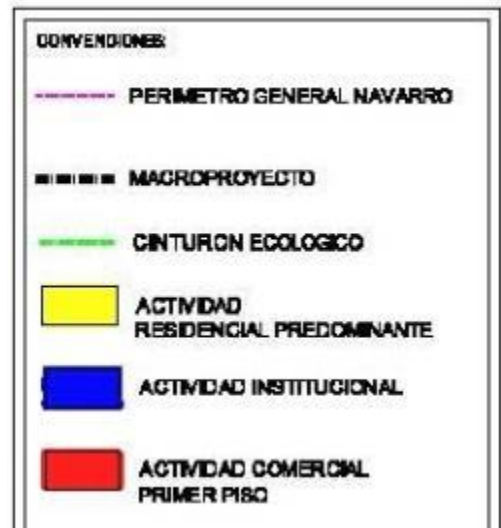 CONVENCIONES:
PERIMETRO GENERAL NAVARRO
MACROPROYECTO
CINTURON ECOLOGICO
ACTIVIDAD
RESIDENCIAL PREDOMINANTE
ACTIVIDAD INSTITUCIONAL
ACTIVIDAD COMERCIAL
PRIMER PISO